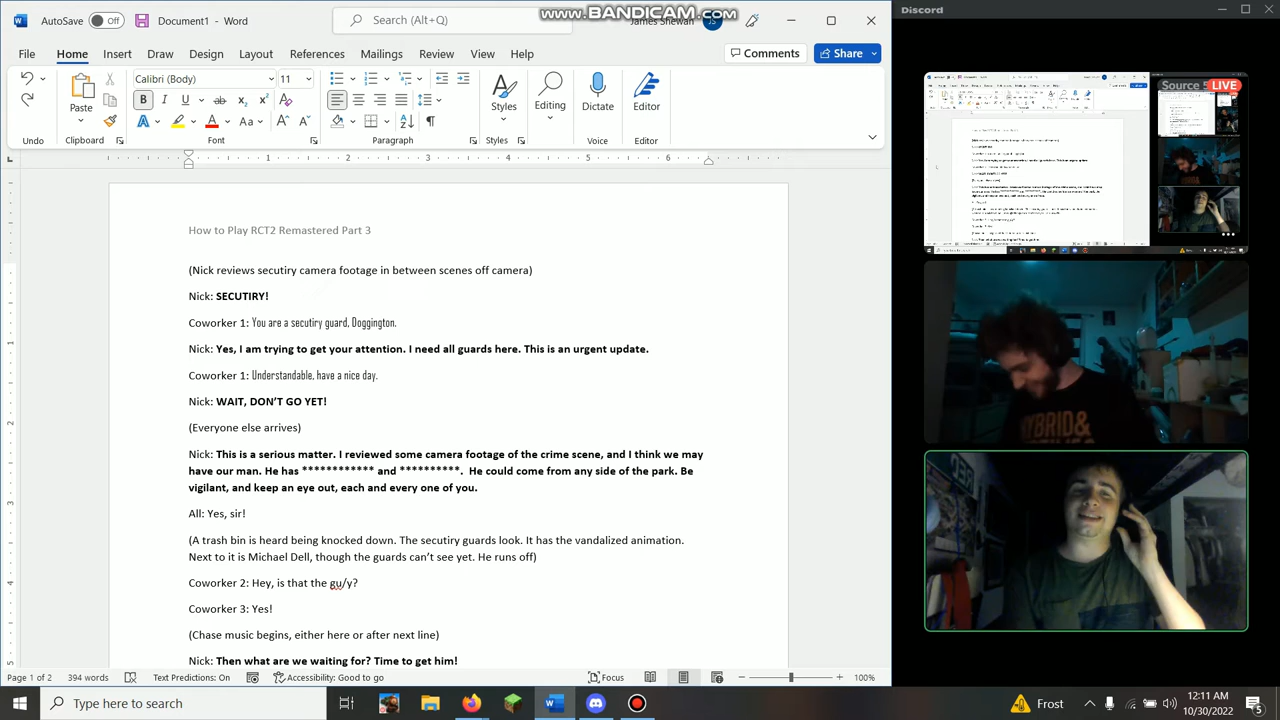 www.BANDICAM.com
AutoSave Off Document1 - Word Search (Alt+Q) James Shewan JS
File Home Insert Draw Design Layout References Mailings Review View Help Comments Share
Calibri (Body) 11
Paste Styles Editing Dictate Editor
Undo Clipboard Font Paragraph Styles Voice Editor
2 3 4 5 6
How to Play RCT: Remastered Part 3
(Nick reviews secutiry camera footage in between scenes off camera)
Nick: SECUTIRY!
Coworker 1: You are a secutiry guard, Doggington.
Nick: Yes, I am trying to get your attention. I need all guards here. This is an urgent update.
Coworker 1: Understandable, have a nice day.
Nick: WAIT, DON’T GO YET!
(Everyone else arrives)
Nick: This is a serious matter. I reviewed some camera footage of the crime scene, and I think we may
have our man. He has ************ and **********.  He could come from any side of the park. Be
vigilant, and keep an eye out, each and every one of you.
All: Yes, sir!
(A trash bin is heard being knocked down. The secutiry guards look. It has the vandalized animation.
Next to it is Michael Dell, though the guards can’t see yet. He runs off)
Coworker 2: Hey, is that the gu/y?
Coworker 3: Yes!
(Chase music begins, either here or after next line)
Nick: Then what are we waiting for? Time to get him!
Page 1 of 2 394 words Text Predictions: On Accessibility: Good to go Focus 100%
Type here to search Frost 12:11 AM
10/30/2022 5
Discord
Source LIVE
HYBRID &